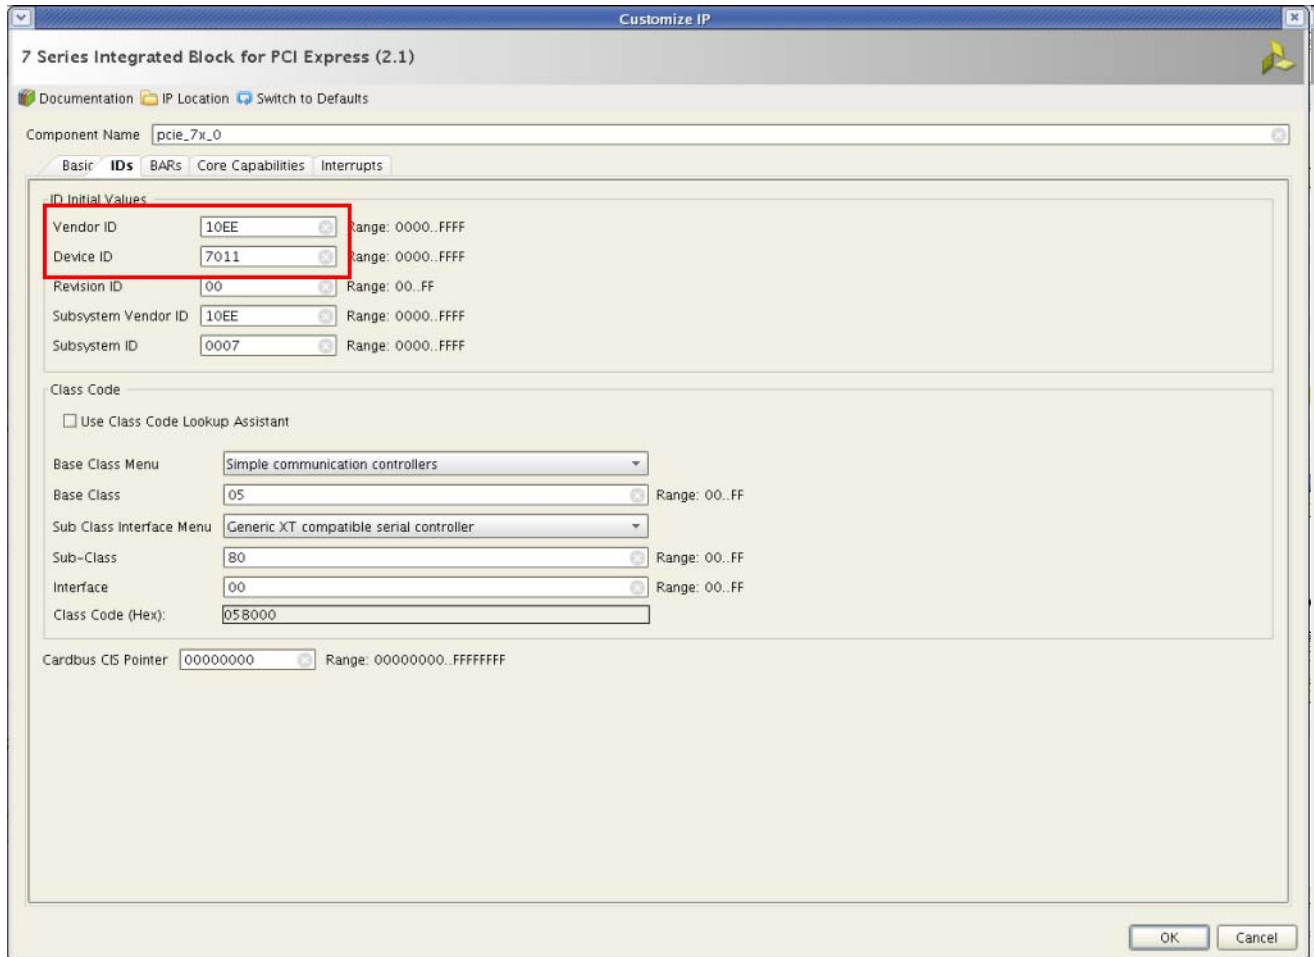 Customize IP
7 Series Integrated Block for PCI Express (2.1)
Documentation IP Location Switch to Defaults
Component Name pcie_7x_0
Basic IDs BARs Core Capabilities Interrupts
ID Initial Values
Vendor ID 10EE Range: 0000..FFFF
Device ID 7011 Range: 0000..FFFF
Revision ID 00 Range: 00..FF
Subsystem Vendor ID 10EE Range: 0000..FFFF
Subsystem ID 0007 Range: 0000..FFFF
Class Code
Use Class Code Lookup Assistant
Base Class Menu Simple communication controllers
Base Class 05 Range: 00..FF
Sub Class Interface Menu Generic XT compatible serial controller
Sub-Class 80 Range: 00..FF
Interface 00 Range: 00..FF
Class Code (Hex): 058000
Cardbus CIS Pointer 00000000 Range: 00000000..FFFFFFFF
OK Cancel